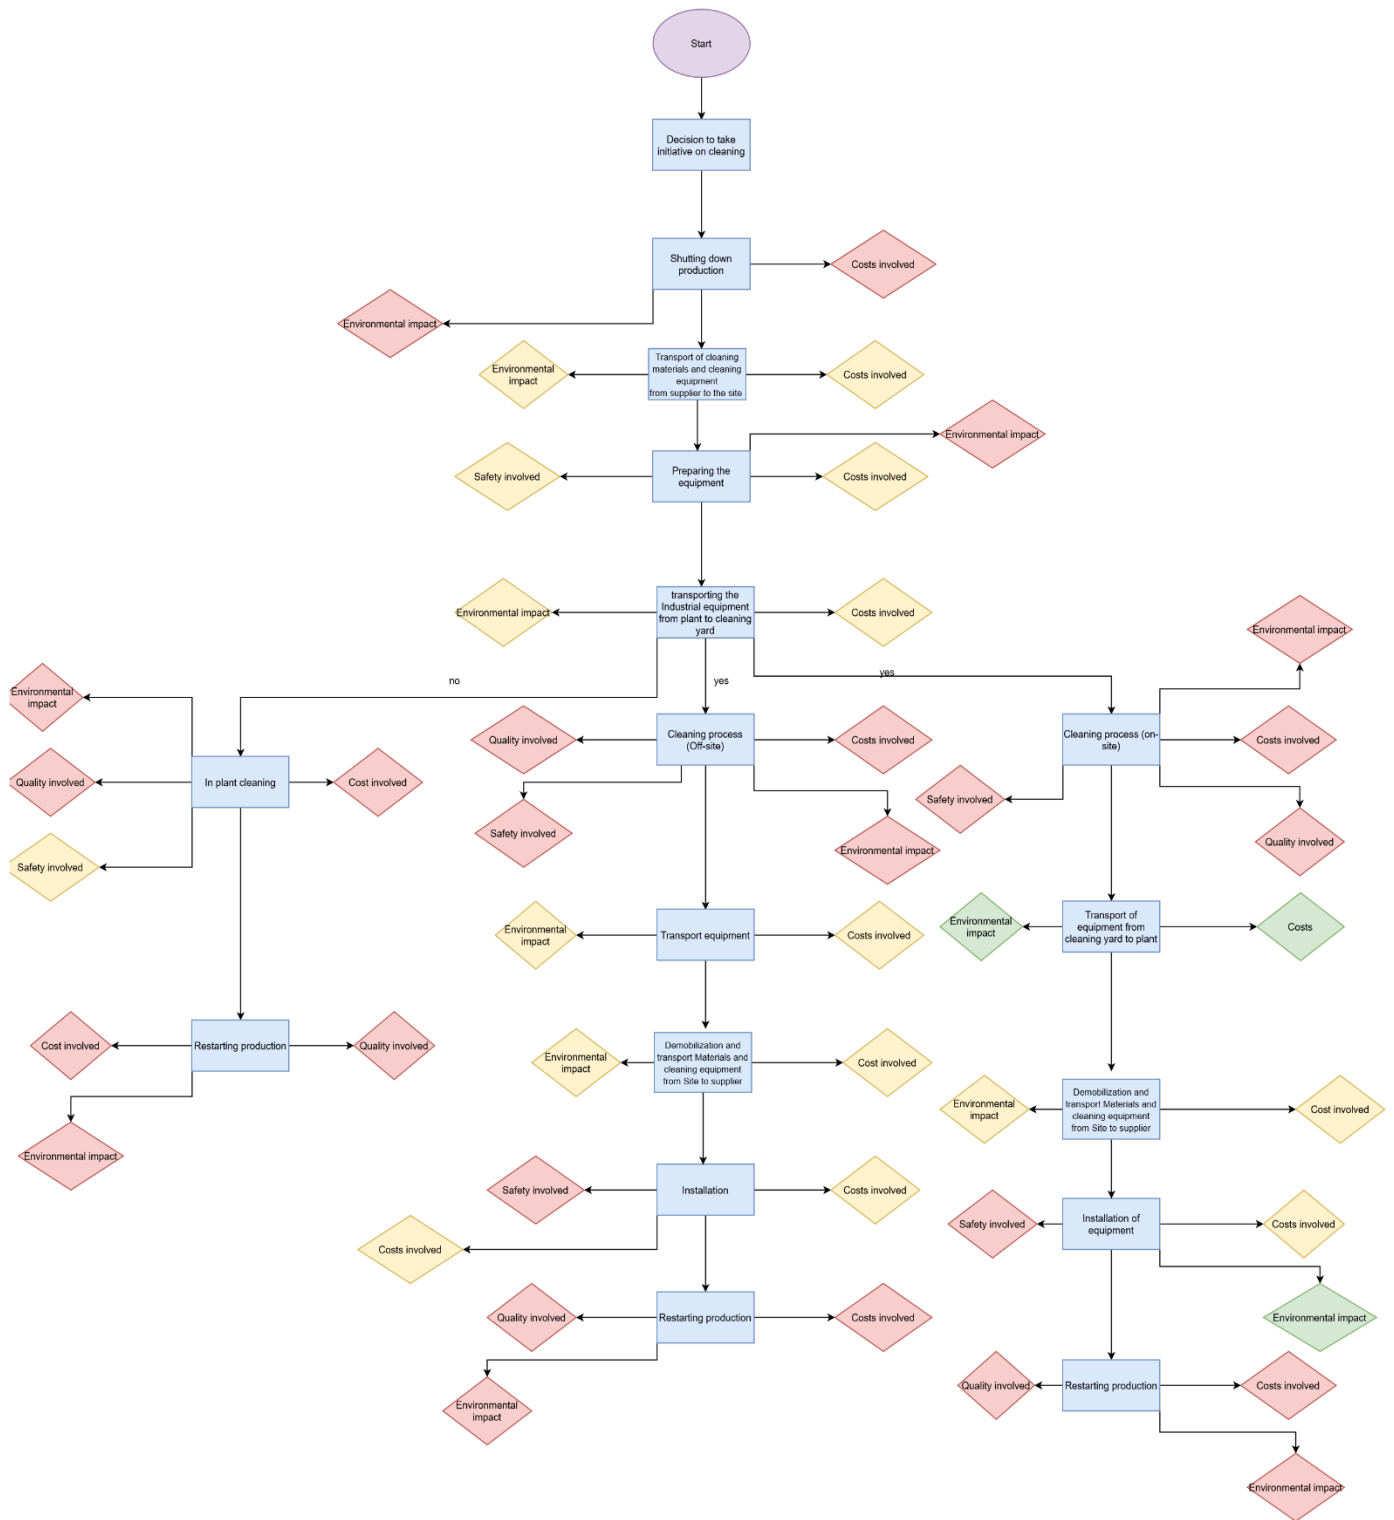 Start
Decision to take
initiative on cleaning
Shutting down
production
Costs involved
Environmental impact
Transport of cleaning
materials and cleaning
equipment
from supplier to the site
Environmental
impact
Costs involved
Environmental impact
Preparing the
equipment
Safety involved
Costs involved
transporting the
Industrial equipment
from plant to cleaning
yard
Environmental impact
Costs involved
Environmental impact
no
yes
yes
Environmental
impact
Quality involved
Cleaning process
(Off-site)
Costs involved
Cleaning process (on-
site)
Costs involved
Quality involved
In plant cleaning
Cost involved
Safety involved
Safety involved
Environmental impact
Quality involved
Safety involved
Environmental
impact
Transport equipment
Costs involved
Environmental
impact
Transport of
equipment from
cleaning yard to plant
Costs
Cost involved
Restarting production
Quality involved
Environmental
impact
Demobilization and
transport Materials and
cleaning equipment
from Site to supplier
Cost involved
Environmental
impact
Demobilization and
transport Materials and
cleaning equipment
from Site to supplier
Cost involved
Environmental impact
Safety involved
Installation
Costs involved
Safety involved
Installation of
equipment
Costs involved
Costs involved
Quality involved
Restarting production
Costs involved
Environmental impact
Quality involved
Restarting production
Costs involved
Environmental
impact
Environmental impact